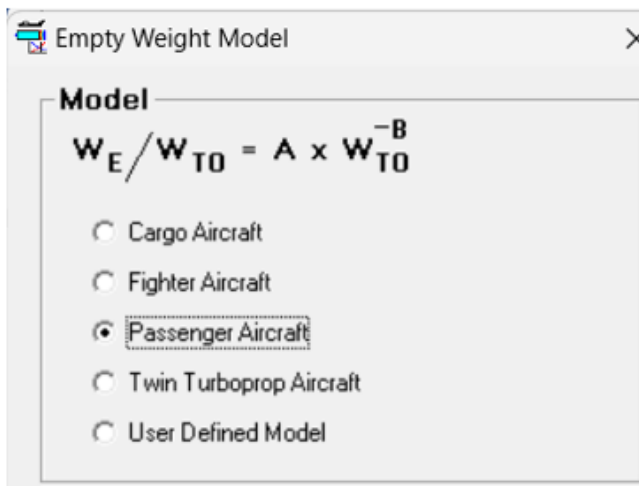 Empty Weight Model
Model
W_E/W_TO = A x W_TO^-B
Cargo Aircraft
Fighter Aircraft
Passenger Aircraft
Twin Turboprop Aircraft
User Defined Model